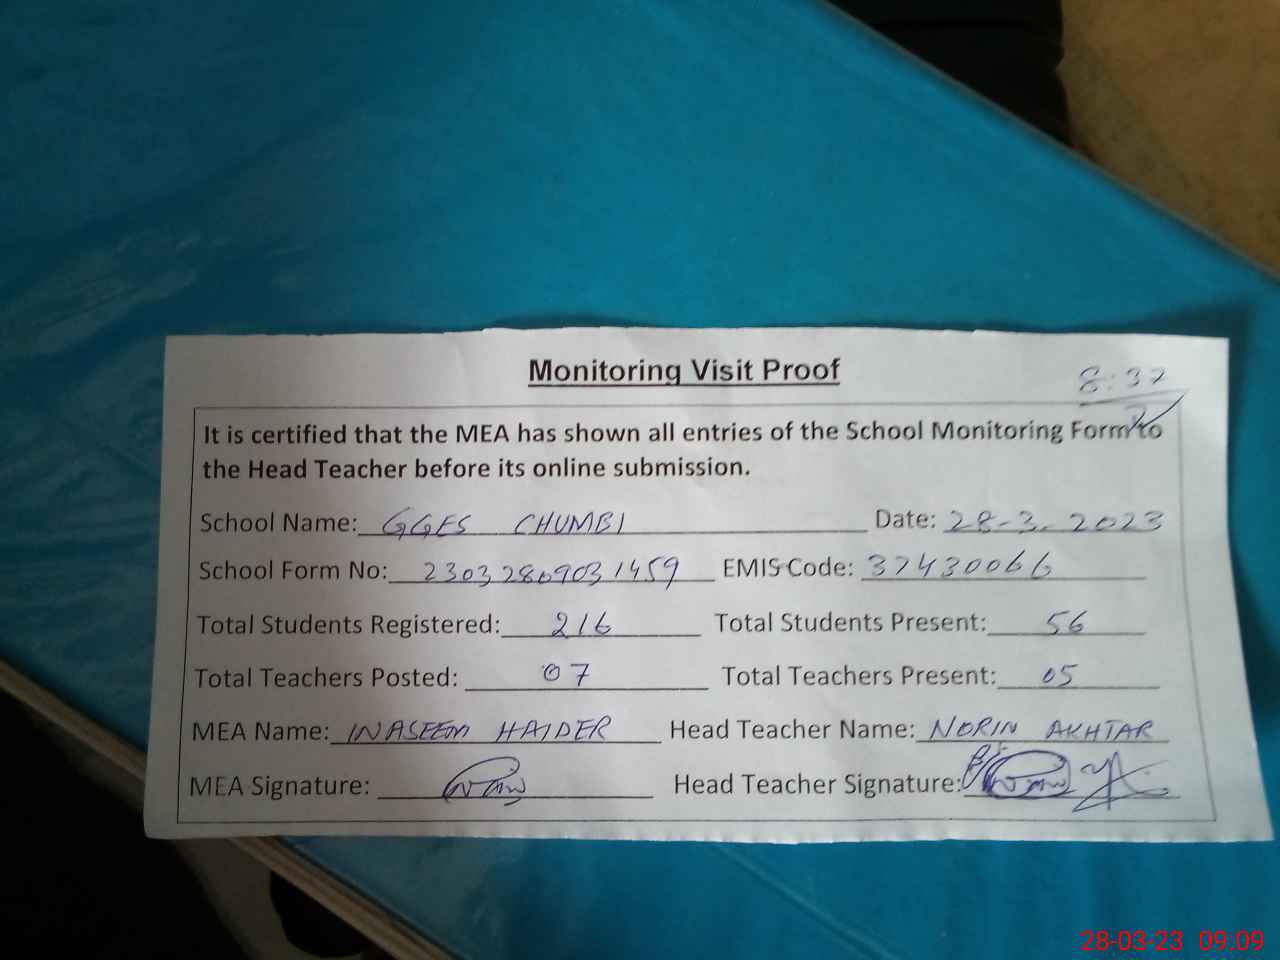 Monitoring Visit Proof
8:37
It is certified that the MEA has shown all entries of the School Monitoring Form to
the Head Teacher before its online submission.
School Name: GGES CHUMBI Date: 28-3-2023
School Form No: 23032809031459 EMIS Code: 37430066
Total Students Registered: 216 Total Students Present: 56
Total Teachers Posted: 07 Total Teachers Present: 05
MEA Name: WASEEM HAIDER Head Teacher Name: NORIN AKHTAR
MEA Signature: Head Teacher Signature:
28-03-23 09.09